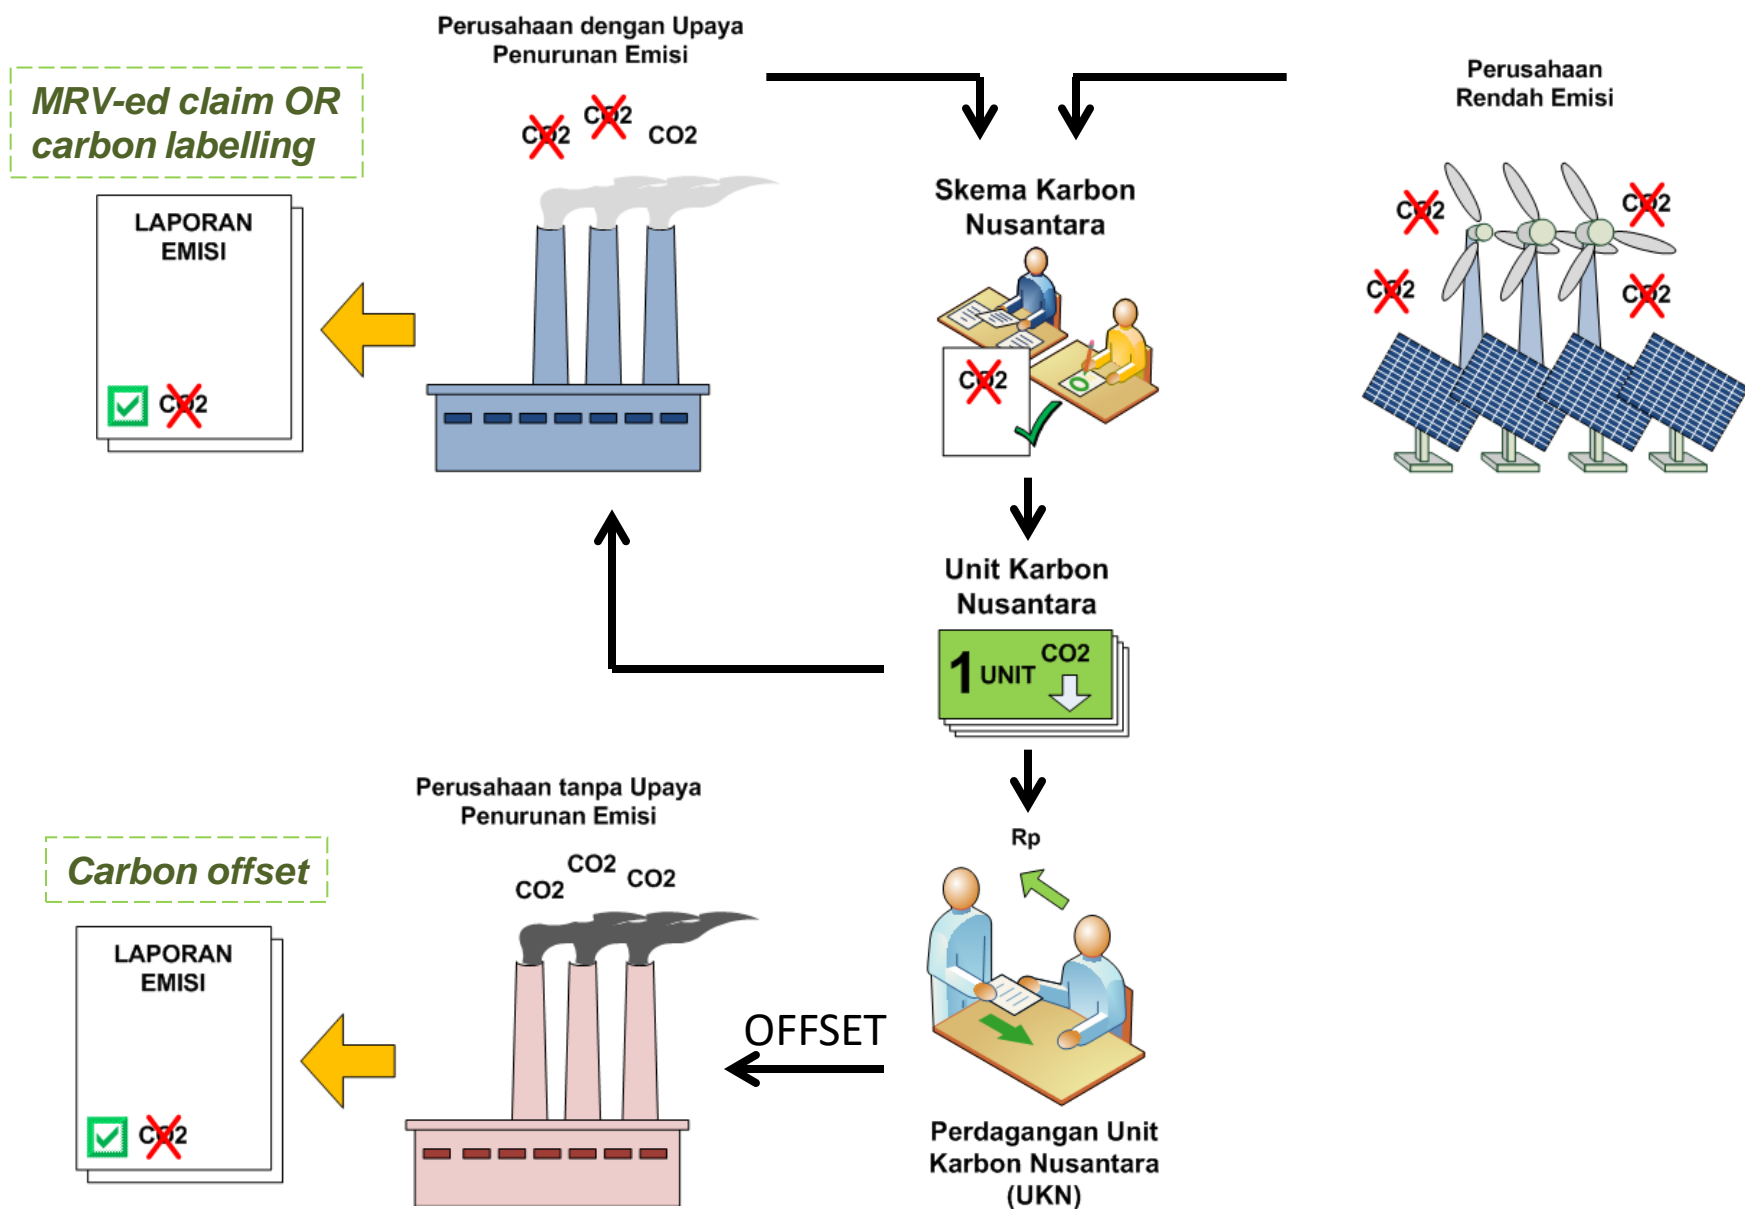 Perusahaan dengan Upaya
Penurunan Emisi
MRV-ed claim OR
carbon labelling
CO2
CO2
CO2
LAPORAN
EMISI
CO2
Skema Karbon
Nusantara
CO2
Perusahaan
Rendah Emisi
CO2
CO2
CO2
CO2
Unit Karbon
Nusantara
1 UNIT CO2
Perusahaan tanpa Upaya
Penurunan Emisi
Carbon offset
CO2
CO2
CO2
LAPORAN
EMISI
CO2
OFFSET
Rp
Perdagangan Unit
Karbon Nusantara
(UKN)